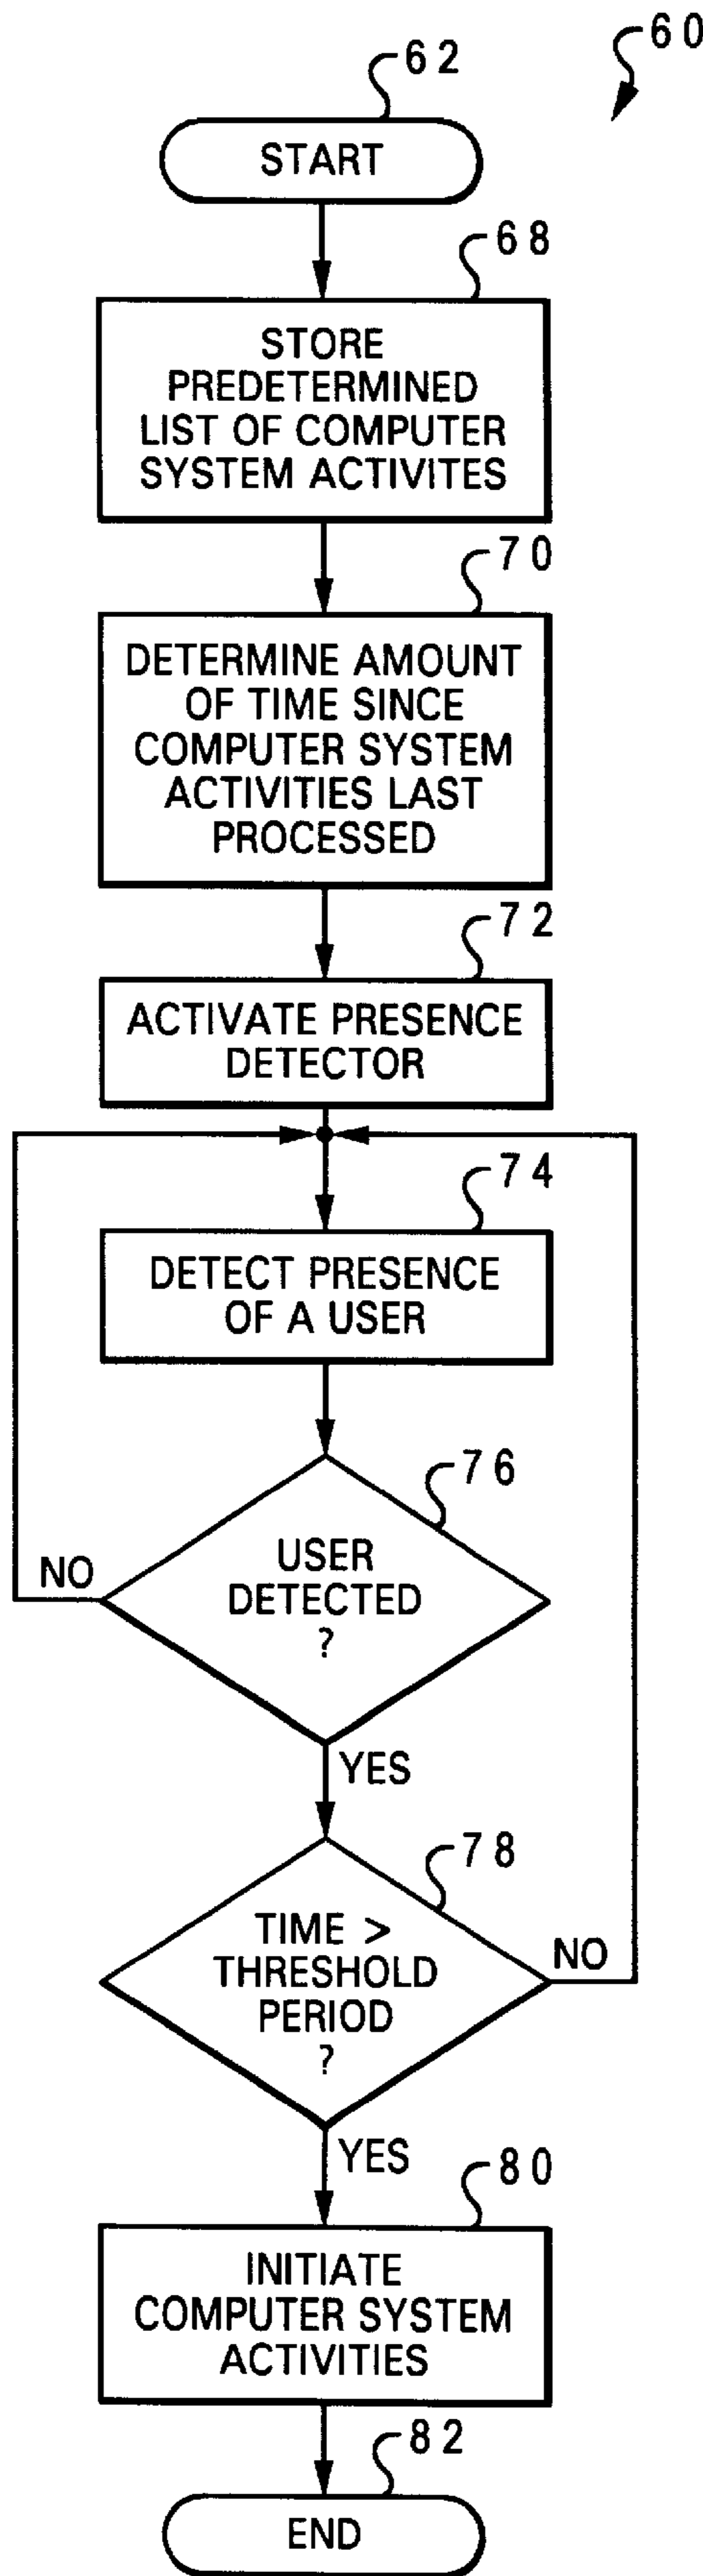 60
62
START
68
STORE
PREDETERMINED
LIST OF COMPUTER
SYSTEM ACTIVITES
70
DETERMINE AMOUNT
OF TIME SINCE
COMPUTER SYSTEM
ACTIVITIES LAST
PROCESSED
72
ACTIVATE PRESENCE
DETECTOR
74
DETECT PRESENCE
OF A USER
76
USER
DETECTED
?
NO
YES
78
TIME >
THRESHOLD
PERIOD
?
NO
YES
80
INITIATE
COMPUTER SYSTEM
ACTIVITIES
82
END